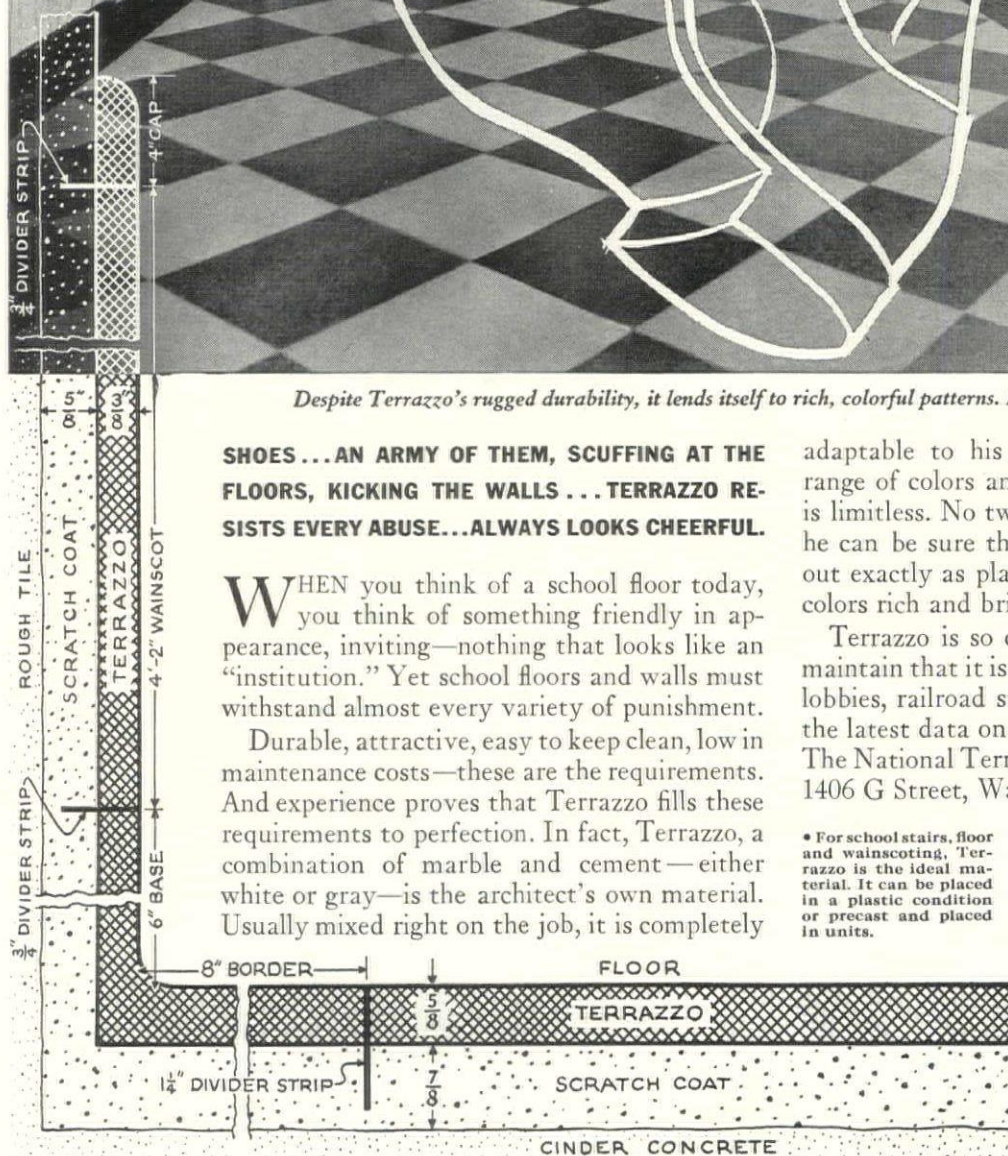 4" CAP
3/4" DIVIDER STRIP
5/8"
3/8"
Despite Terrazzo's rugged durability, it lends itself to rich, colorful patterns.
SHOES...AN ARMY OF THEM, SCUFFING AT THE
FLOORS, KICKING THE WALLS...TERRAZZO RE-
SISTS EVERY ABUSE...ALWAYS LOOKS CHEERFUL.
WHEN you think of a school floor today,
you think of something friendly in ap-
pearance, inviting—nothing that looks like an
“institution.” Yet school floors and walls must
withstand almost every variety of punishment.
Durable, attractive, easy to keep clean, low in
maintenance costs—these are the requirements.
And experience proves that Terrazzo fills these
requirements to perfection. In fact, Terrazzo, a
combination of marble and cement—either
white or gray—is the architect's own material.
Usually mixed right on the job, it is completely
adaptable to his
range of colors
is limitless. No
he can be sure
out exactly as
colors rich and
Terrazzo is so
maintain that it is
lobbies, railroad
the latest data on
The National
1406 G Street,
• For school stairs, floor
and wainscoting, Ter-
razzo is the ideal ma-
terial. It can be placed
in a plastic condition
or precast and placed
in units.
ROUGH TILE
SCRATCH COAT
TERRAZZO
4'-2" WAINSCOT
3/4" DIVIDER STRIP
6" BASE
8" BORDER
FLOOR
5/8
TERRAZZO
1 1/4" DIVIDER STRIP
7/8
SCRATCH COAT
CINDER CONCRETE